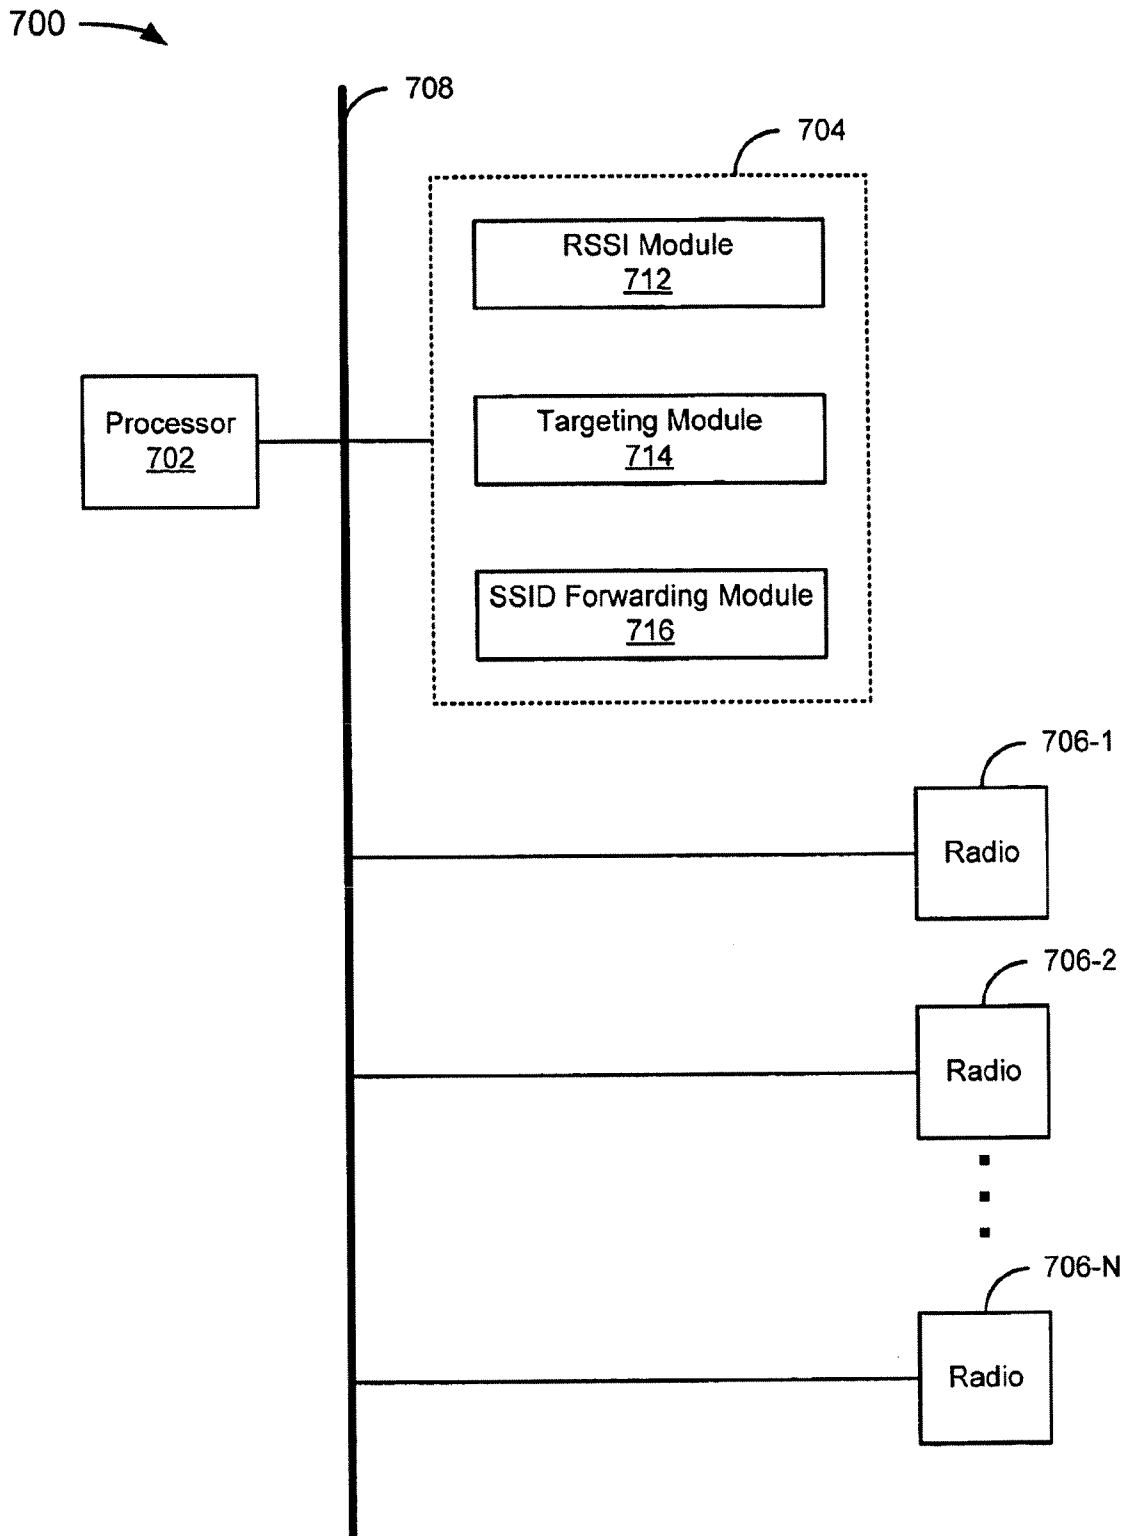 700
708
704
RSSI Module
712
Processor
702
Targeting Module
714
SSID Forwarding Module
716
706-1
Radio
706-2
Radio
706-N
Radio